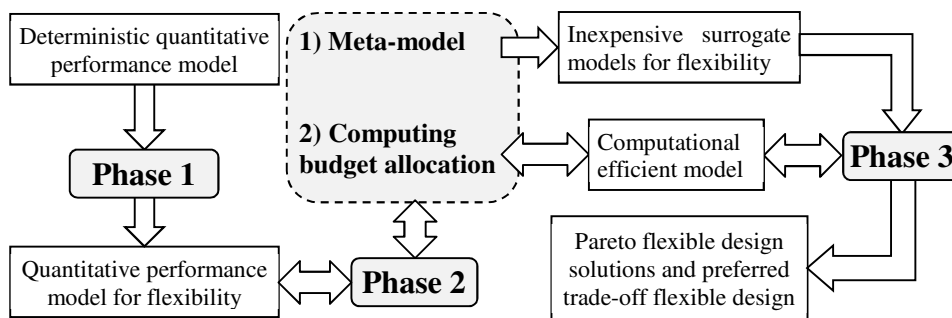 Deterministic quantitative
performance model
Phase 1
Quantitative performance
model for flexibility
1) Meta-model
2) Computing
budget allocation
Phase 2
Inexpensive surrogate
models for flexibility
Computational
efficient model
Phase 3
Pareto flexible design
solutions and preferred
trade-off flexible design